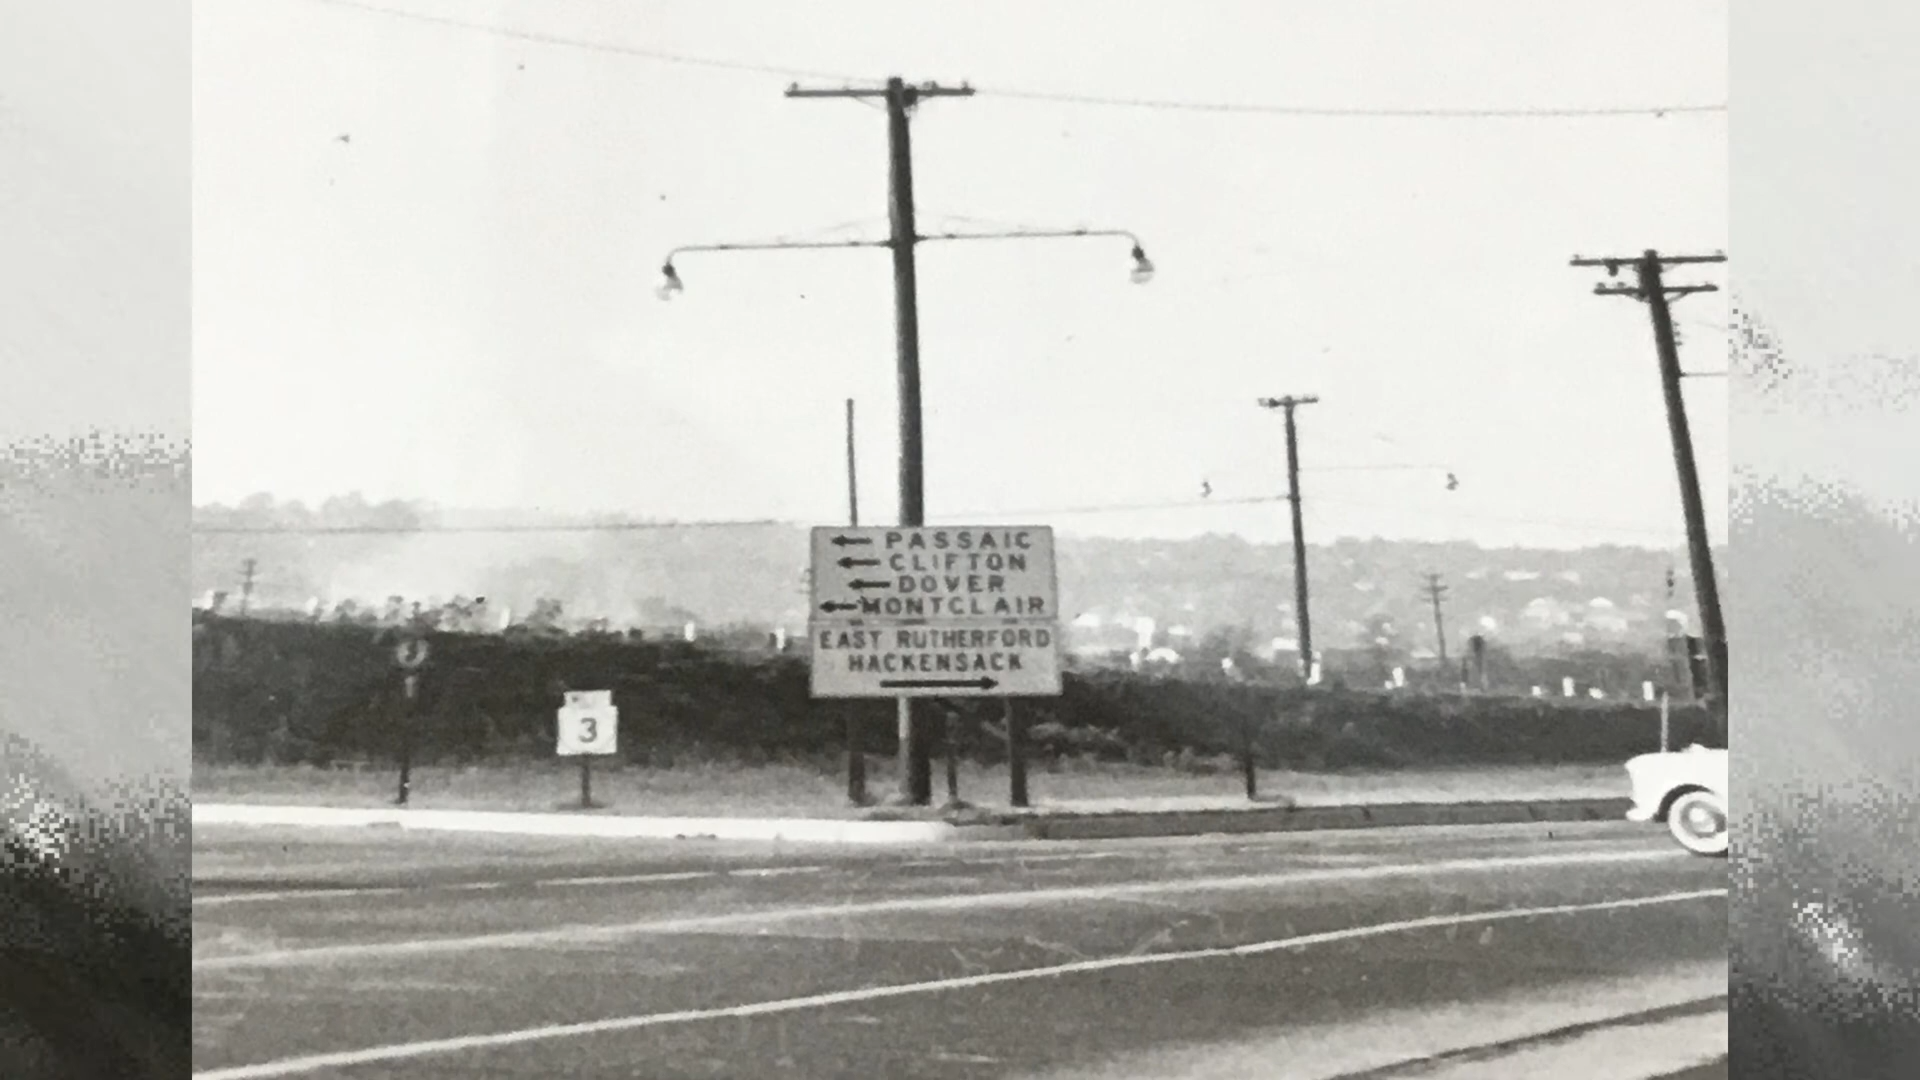 ← PASSAIC
← CLIFTON
← DOVER
← MONTCLAIR
EAST RUTHERFORD
HACKENSACK
→
3